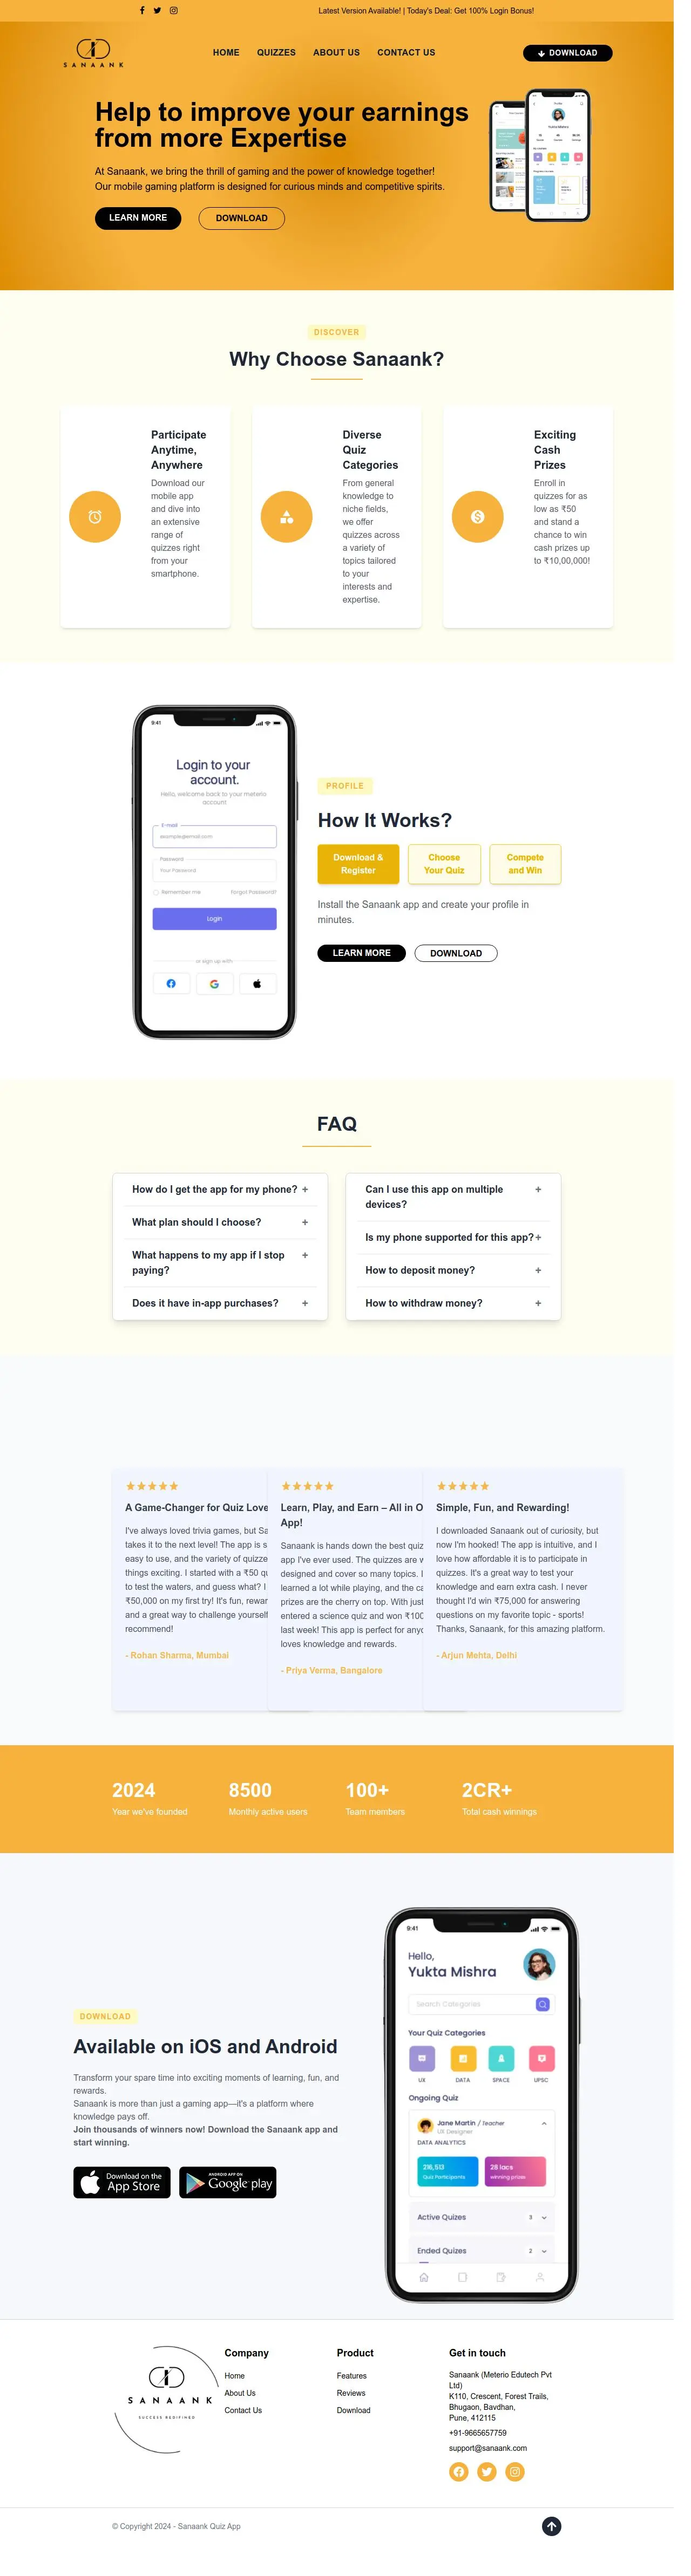 Latest Version Available! | Today's Deal: Get 100% Login Bonus!
SANAANK
HOME
QUIZZES
ABOUT US
CONTACT US
DOWNLOAD
Help to improve your earnings
from more Expertise
At Sanaank, we bring the thrill of gaming and the power of knowledge together!
Our mobile gaming platform is designed for curious minds and competitive spirits.
LEARN MORE
DOWNLOAD
DISCOVER
Why Choose Sanaank?
Participate
Anytime,
Anywhere
Download our
mobile app
and dive into
an extensive
range of
quizzes right
from your
smartphone.
Diverse
Quiz
Categories
From general
knowledge to
niche fields,
we offer
quizzes across
a variety of
topics tailored
to your
interests and
expertise.
Exciting
Cash
Prizes
Enroll in
quizzes for as
low as ₹50
and stand a
chance to win
cash prizes up
to ₹10,00,000!
9:41
Login to your
account.
Hello, welcome back to your meterio
account
E-mail
example@email.com
Password
Your Password
Remember me
Forgot Password?
Login
or sign up with
PROFILE
How It Works?
Download &
Register
Choose
Your Quiz
Compete
and Win
Install the Sanaank app and create your profile in
minutes.
LEARN MORE
DOWNLOAD
FAQ
How do I get the app for my phone? +
What plan should I choose? +
What happens to my app if I stop +
paying?
Does it have in-app purchases? +
Can I use this app on multiple +
devices?
Is my phone supported for this app? +
How to deposit money? +
How to withdraw money? +
A Game-Changer for Quiz Love
I've always loved trivia games, but Sa
takes it to the next level! The app is s
easy to use, and the variety of quizze
things exciting. I started with a ₹50 qu
to test the waters, and guess what? I
₹50,000 on my first try! It's fun, rewar
and a great way to challenge yourself
recommend!
- Rohan Sharma, Mumbai
Learn, Play, and Earn – All in O
App!
Sanaank is hands down the best quiz
app I've ever used. The quizzes are w
designed and cover so many topics. I
learned a lot while playing, and the ca
prizes are the cherry on top. With just
entered a science quiz and won ₹100
last week! This app is perfect for anyo
loves knowledge and rewards.
- Priya Verma, Bangalore
Simple, Fun, and Rewarding!
I downloaded Sanaank out of curiosity, but
now I'm hooked! The app is intuitive, and I
love how affordable it is to participate in
quizzes. It's a great way to test your
knowledge and earn extra cash. I never
thought I'd win ₹75,000 for answering
questions on my favorite topic - sports!
Thanks, Sanaank, for this amazing platform.
- Arjun Mehta, Delhi
2024
Year we've founded
8500
Monthly active users
100+
Team members
2CR+
Total cash winnings
DOWNLOAD
Available on iOS and Android
Transform your spare time into exciting moments of learning, fun, and
rewards.
Sanaank is more than just a gaming app—it's a platform where
knowledge pays off.
Join thousands of winners now! Download the Sanaank app and
start winning.
Download on the
App Store
ANDROID APP ON
Google play
9:41
Hello,
Yukta Mishra
Search Categories
Your Quiz Categories
UX
DATA
SPACE
UPSC
Ongoing Quiz
Jane Martin / Teacher
UX Designer
DATA ANALYTICS
216,513
Quiz Participants
28 lacs
winning prizes
Active Quizes 3
Ended Quizes 2
SANAANK
SUCCESS REDEFINED
Company
Home
About Us
Contact Us
Product
Features
Reviews
Download
Get in touch
Sanaank (Meterio Edutech Pvt
Ltd)
K110, Crescent, Forest Trails,
Bhugaon, Bavdhan,
Pune, 412115
+91-9665657759
support@sanaank.com
© Copyright 2024 - Sanaank Quiz App